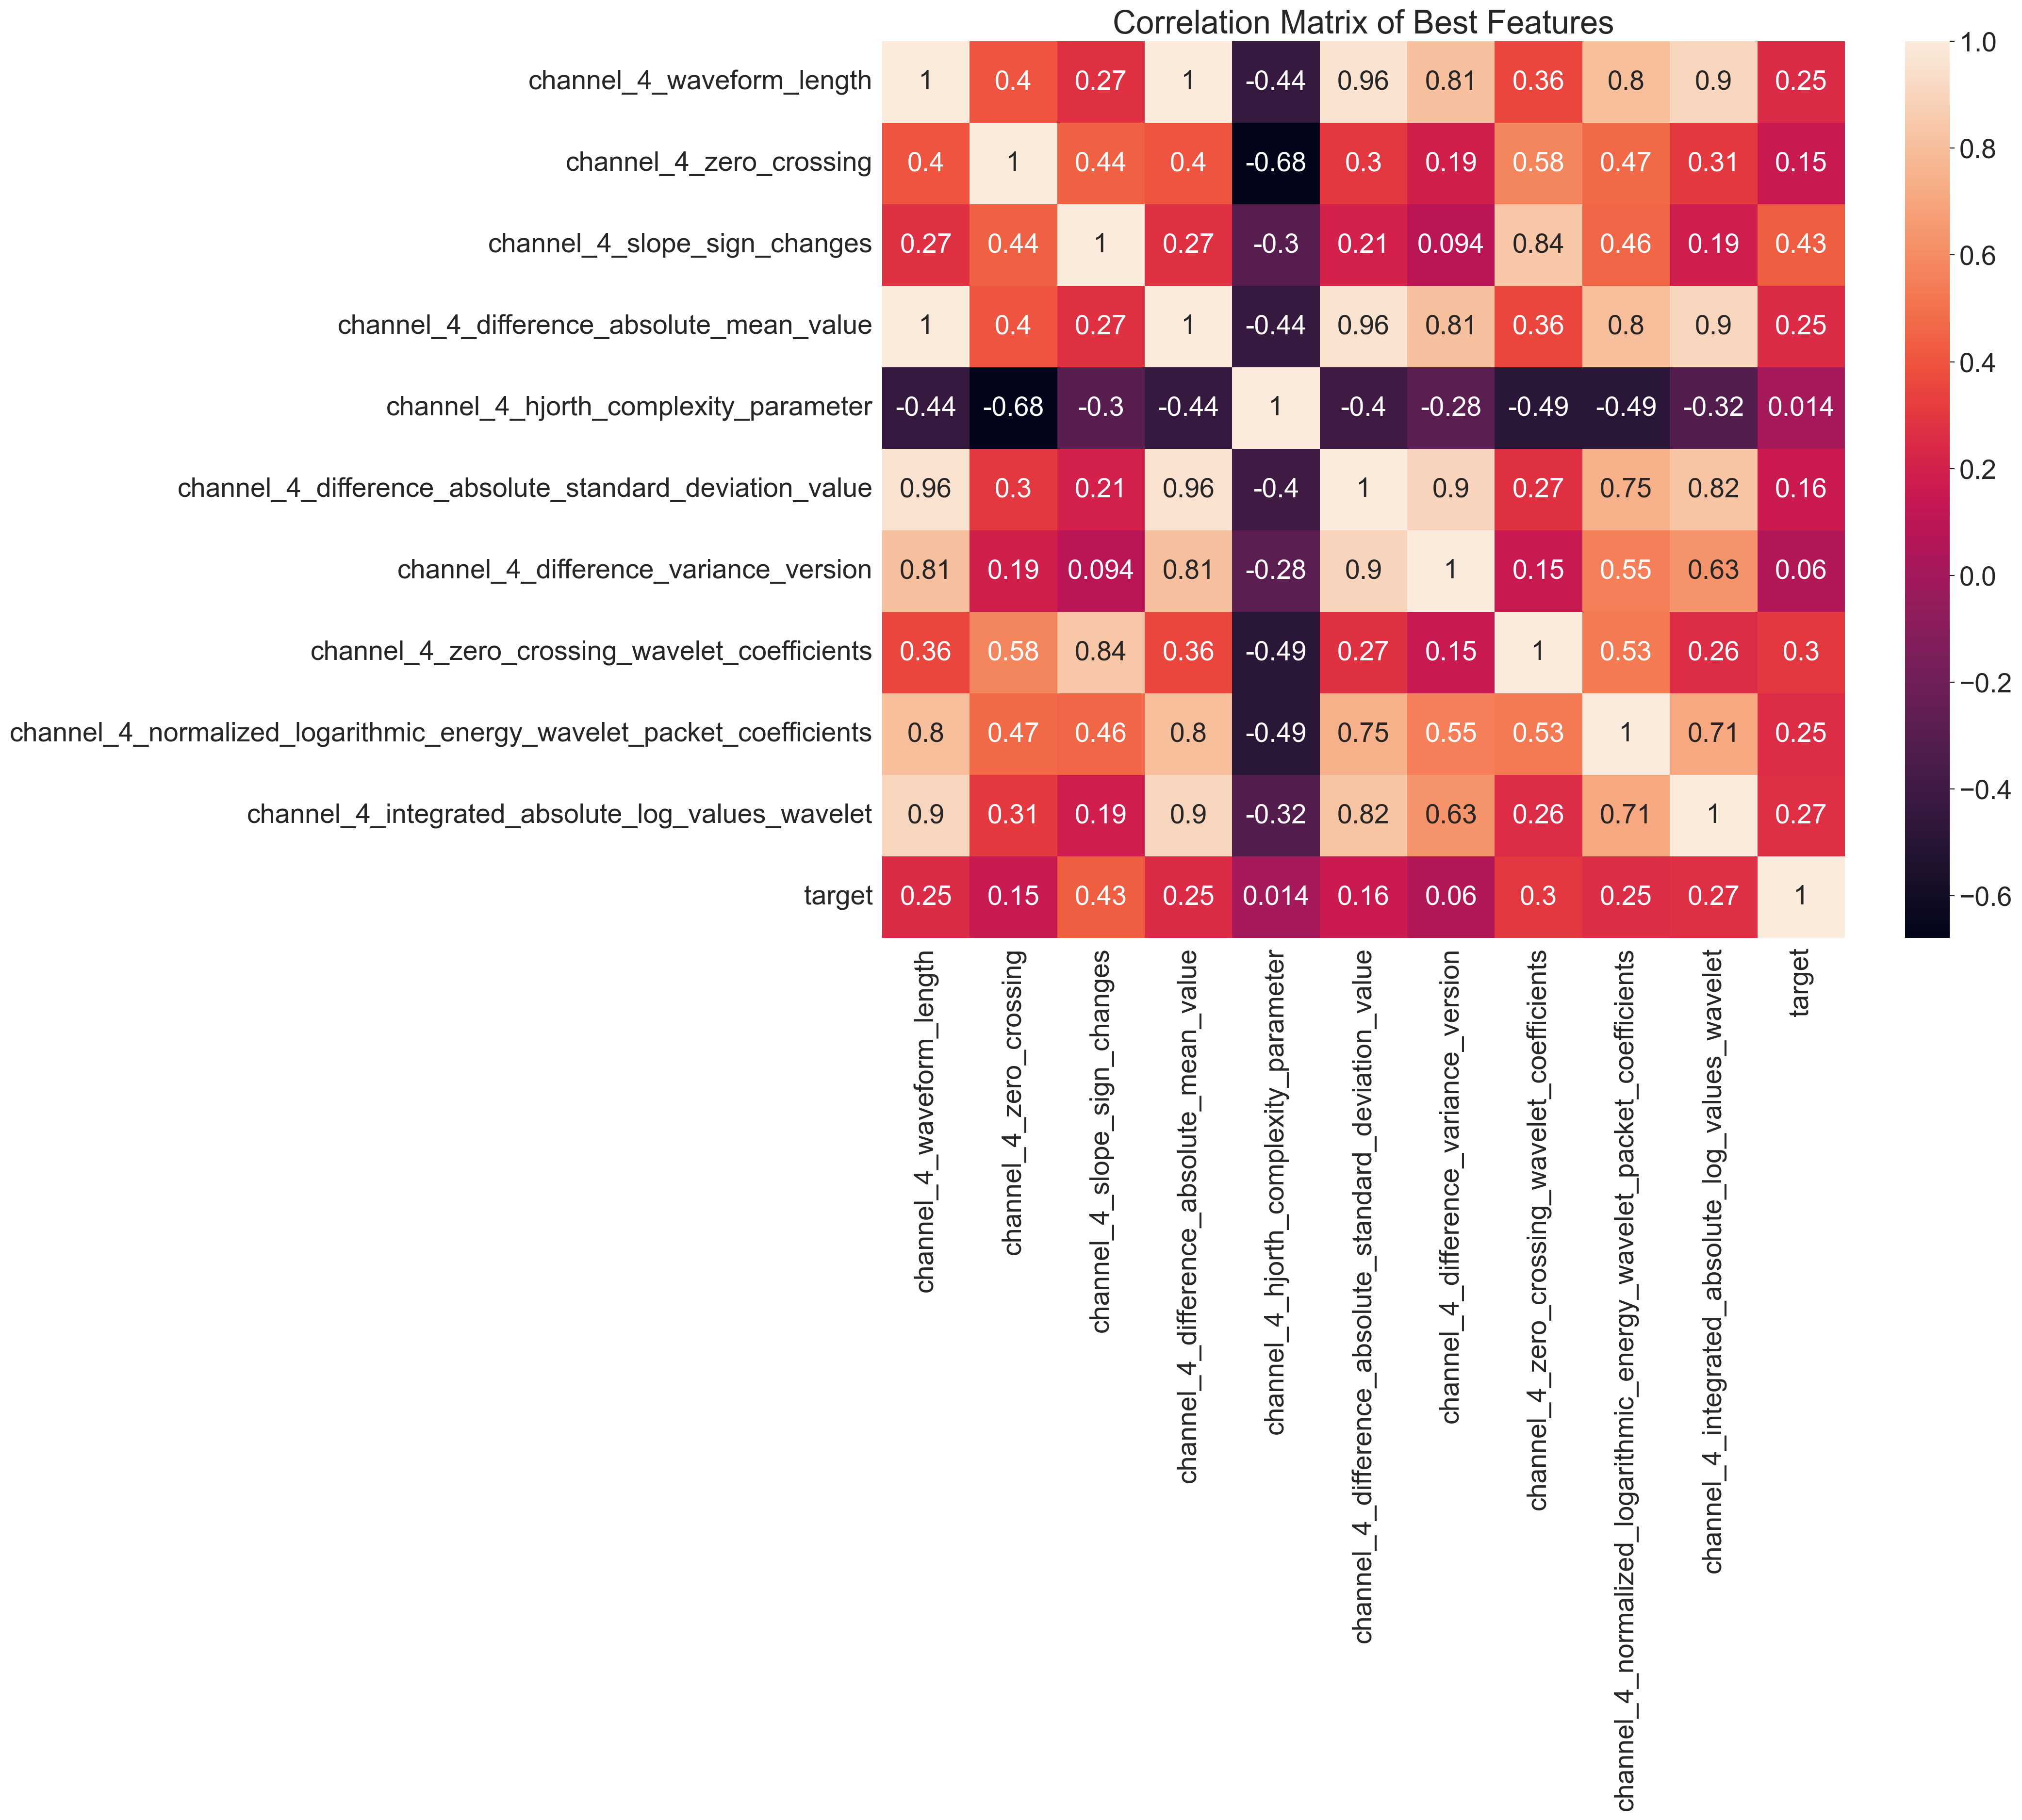 Correlation Matrix of Best Features
channel_4_waveform_length 1 0.4 0.27 1 -0.44 0.96 0.81 0.36 0.8 0.9 0.25
channel_4_zero_crossing 0.4 1 0.44 0.4 -0.68 0.3 0.19 0.58 0.47 0.31 0.15
channel_4_slope_sign_changes 0.27 0.44 1 0.27 -0.3 0.21 0.094 0.84 0.46 0.19 0.43
channel_4_difference_absolute_mean_value 1 0.4 0.27 1 -0.44 0.96 0.81 0.36 0.8 0.9 0.25
channel_4_hjorth_complexity_parameter -0.44 -0.68 -0.3 -0.44 1 -0.4 -0.28 -0.49 -0.49 -0.32 0.014
channel_4_difference_absolute_standard_deviation_value 0.96 0.3 0.21 0.96 -0.4 1 0.9 0.27 0.75 0.82 0.16
channel_4_difference_variance_version 0.81 0.19 0.094 0.81 -0.28 0.9 1 0.15 0.55 0.63 0.06
channel_4_zero_crossing_wavelet_coefficients 0.36 0.58 0.84 0.36 -0.49 0.27 0.15 1 0.53 0.26 0.3
channel_4_normalized_logarithmic_energy_wavelet_packet_coefficients 0.8 0.47 0.46 0.8 -0.49 0.75 0.55 0.53 1 0.71 0.25
channel_4_integrated_absolute_log_values_wavelet 0.9 0.31 0.19 0.9 -0.32 0.82 0.63 0.26 0.71 1 0.27
target 0.25 0.15 0.43 0.25 0.014 0.16 0.06 0.3 0.25 0.27 1
channel_4_waveform_length
channel_4_zero_crossing
channel_4_slope_sign_changes
channel_4_difference_absolute_mean_value
channel_4_hjorth_complexity_parameter
channel_4_difference_absolute_standard_deviation_value
channel_4_difference_variance_version
channel_4_zero_crossing_wavelet_coefficients
channel_4_normalized_logarithmic_energy_wavelet_packet_coefficients
channel_4_integrated_absolute_log_values_wavelet
target
1.0
0.8
0.6
0.4
0.2
0.0
−0.2
−0.4
−0.6